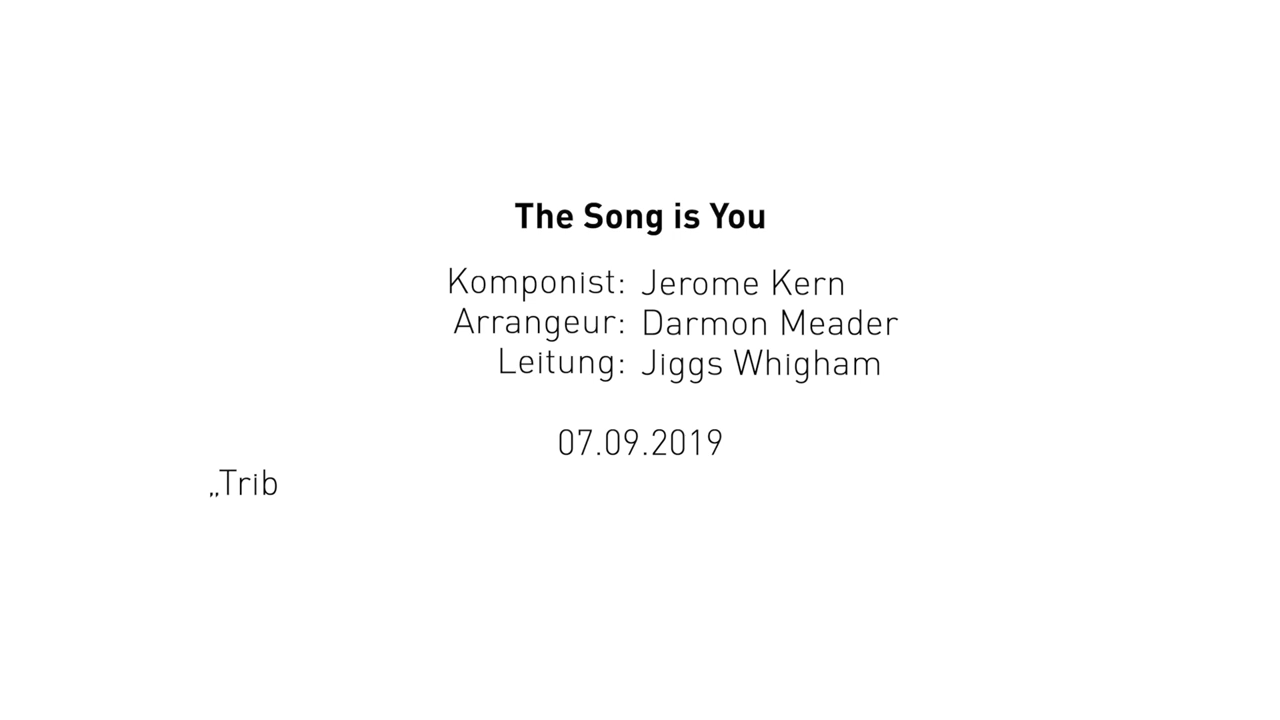 The Song is You
Komponist: Jerome Kern
Arrangeur: Darmon Meader
Leitung: Jiggs Whigham
07.09.2019
„Trib